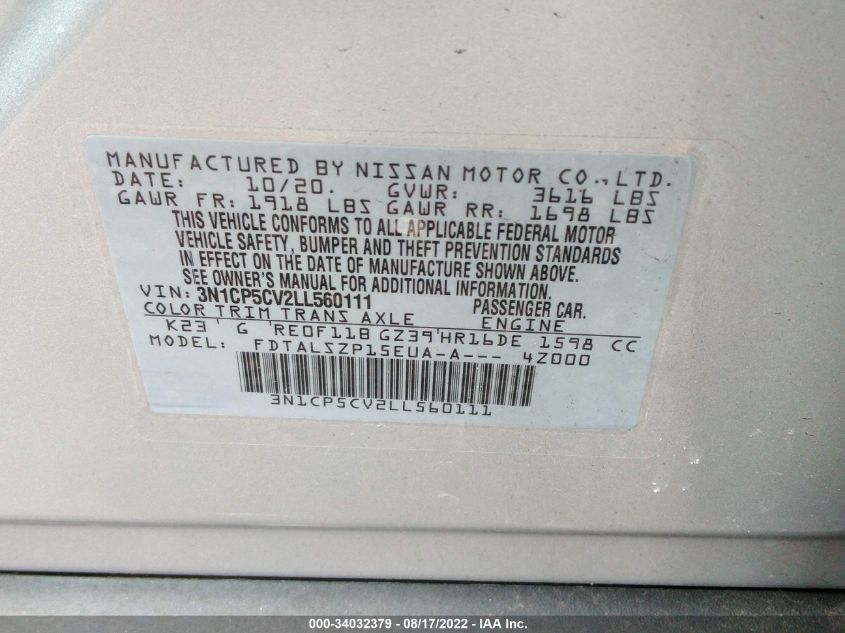 MANUFACTURED BY NISSAN MOTOR CO., LTD.
DATE: 10/20. GVWR: 3616 LBS
GAWR FR: 1918 LBS GAWR RR: 1698 LBS
THIS VEHICLE CONFORMS TO ALL APPLICABLE FEDERAL MOTOR
VEHICLE SAFETY, BUMPER AND THEFT PREVENTION STANDARDS
IN EFFECT ON THE DATE OF MANUFACTURE SHOWN ABOVE.
SEE OWNER'S MANUAL FOR ADDITIONAL INFORMATION.
VIN: 3N1CP5CV2LL560111 PASSENGER CAR.
COLOR TRIM TRANS AXLE ENGINE
K23 ' G 'RE0F11B GZ39'HR16DE 1598 CC
MODEL: FDTALSZP15EUA-A--- 4Z000
3N1CP5CV2LL560111
000-34032379 - 08/17/2022 - IAA Inc.